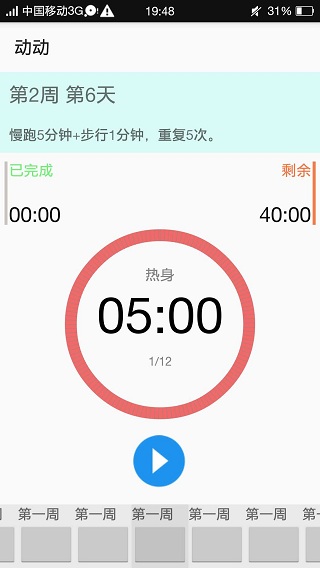 中国移动3G 19:48 31%
动动
第2周 第6天
慢跑5分钟+步行1分钟，重复5次。
已完成 剩余
00:00 40:00
热身
05:00
1/12
第一周 第一周 第一周 第一周 第一周